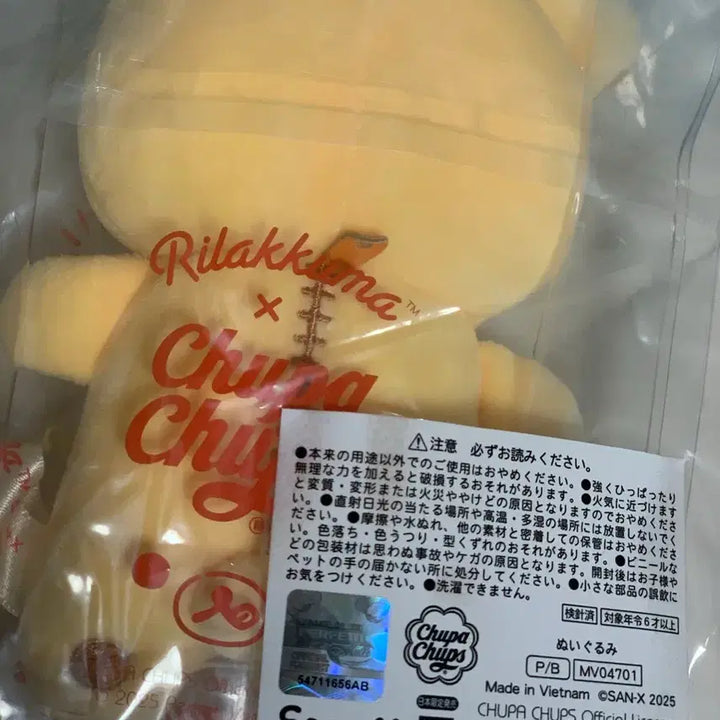 Rilakkuma™
×
Chupa
Chups
⚠注意 必ずお読みください。
●本来の用途以外でのご使用はおやめください。●強くひっぱったり
無理な力を加えると破損するおそれがあります。●火気に近づけます
と変質・変形または火災ややけどの原因となりますのでおやめくださ
い。●直射日光の当たる場所や高温・多湿の場所には放置しないでく
ださい。●摩擦や水ぬれ、他の素材と密着しての保管はおやめくださ
い。色落ち・色うつり・型くずれのおそれがあります。●ビニールな
どの包装材は思わぬ事故やケガの原因となります。開封後はお子様や
ペットの手の届かない所に処分してください。●小さな部品の誤飲に
お気をつけください。●洗濯できません。
検針済 対象年令6才以上
ぬいぐるみ
P/B MV04701
Made in Vietnam ©SAN-X 2025
Chupa
Chups
54711656AB
日本限定発売
CHUPA CHUPS Official
2025